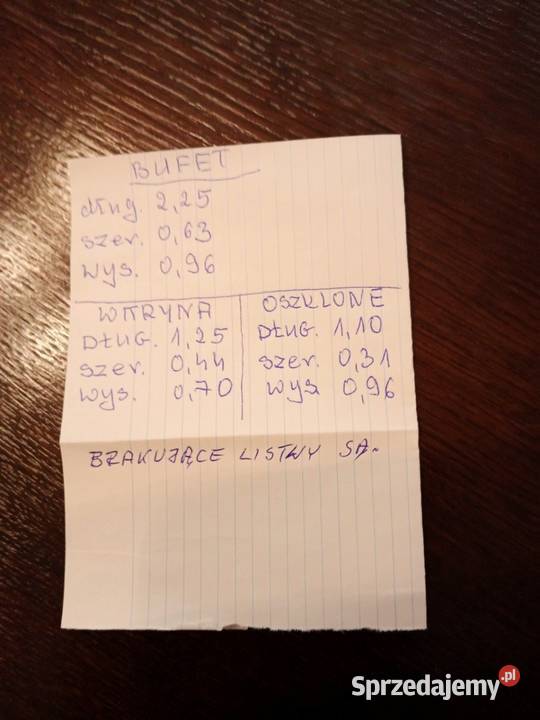 BUFET
dług. 2,25
szer. 0,63
wys. 0,96
WITRYNA
DŁUG. 1,25
szer. 0,44
wys. 0,70
OSZKLONE
DŁUG. 1,10
szer. 0,31
wys 0,96
BRAKUJĄCE LISTWY SĄ.
Sprzedajemy.pl